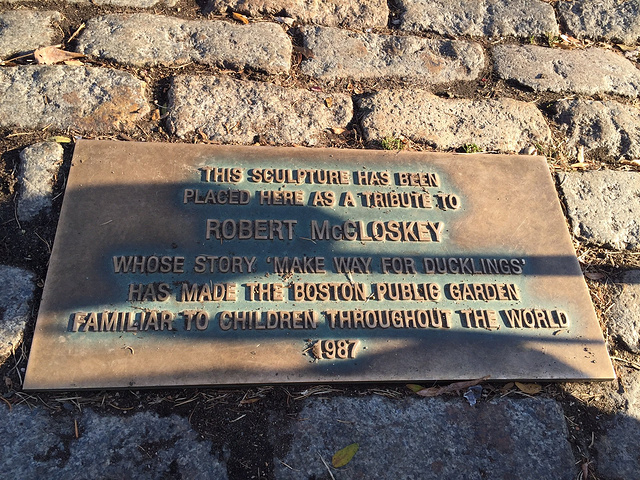 THIS SCULPTURE HAS BEEN
PLACED HERE AS A TRIBUTE TO
ROBERT McCLOSKEY
WHOSE STORY 'MAKE WAY FOR DUCKLINGS'
HAS MADE THE BOSTON PUBLIC GARDEN
FAMILIAR TO CHILDREN THROUGHOUT THE WORLD
1987